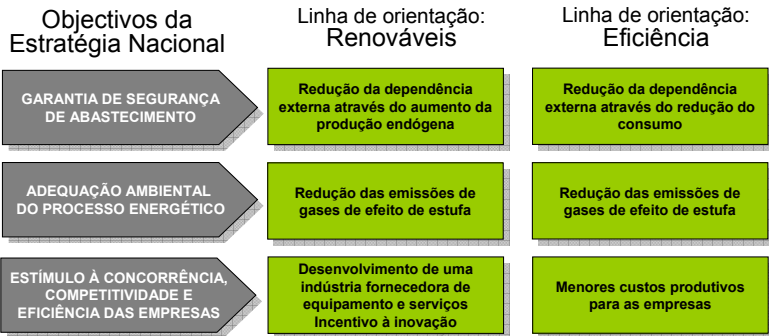 Objectivos da
Estratégia Nacional
Linha de orientação:
Renováveis
Linha de orientação:
Eficiência
GARANTIA DE SEGURANÇA
DE ABASTECIMENTO
Redução da dependência
externa através do aumento da
produção endógena
Redução da dependência
externa através do redução do
consumo
ADEQUAÇÃO AMBIENTAL
DO PROCESSO ENERGÉTICO
Redução das emissões de
gases de efeito de estufa
Redução das emissões de
gases de efeito de estufa
ESTÍMULO À CONCORRÊNCIA,
COMPETITIVIDADE E
EFICIÊNCIA DAS EMPRESAS
Desenvolvimento de uma
indústria fornecedora de
equipamento e serviços
Incentivo à inovação
Menores custos produtivos
para as empresas